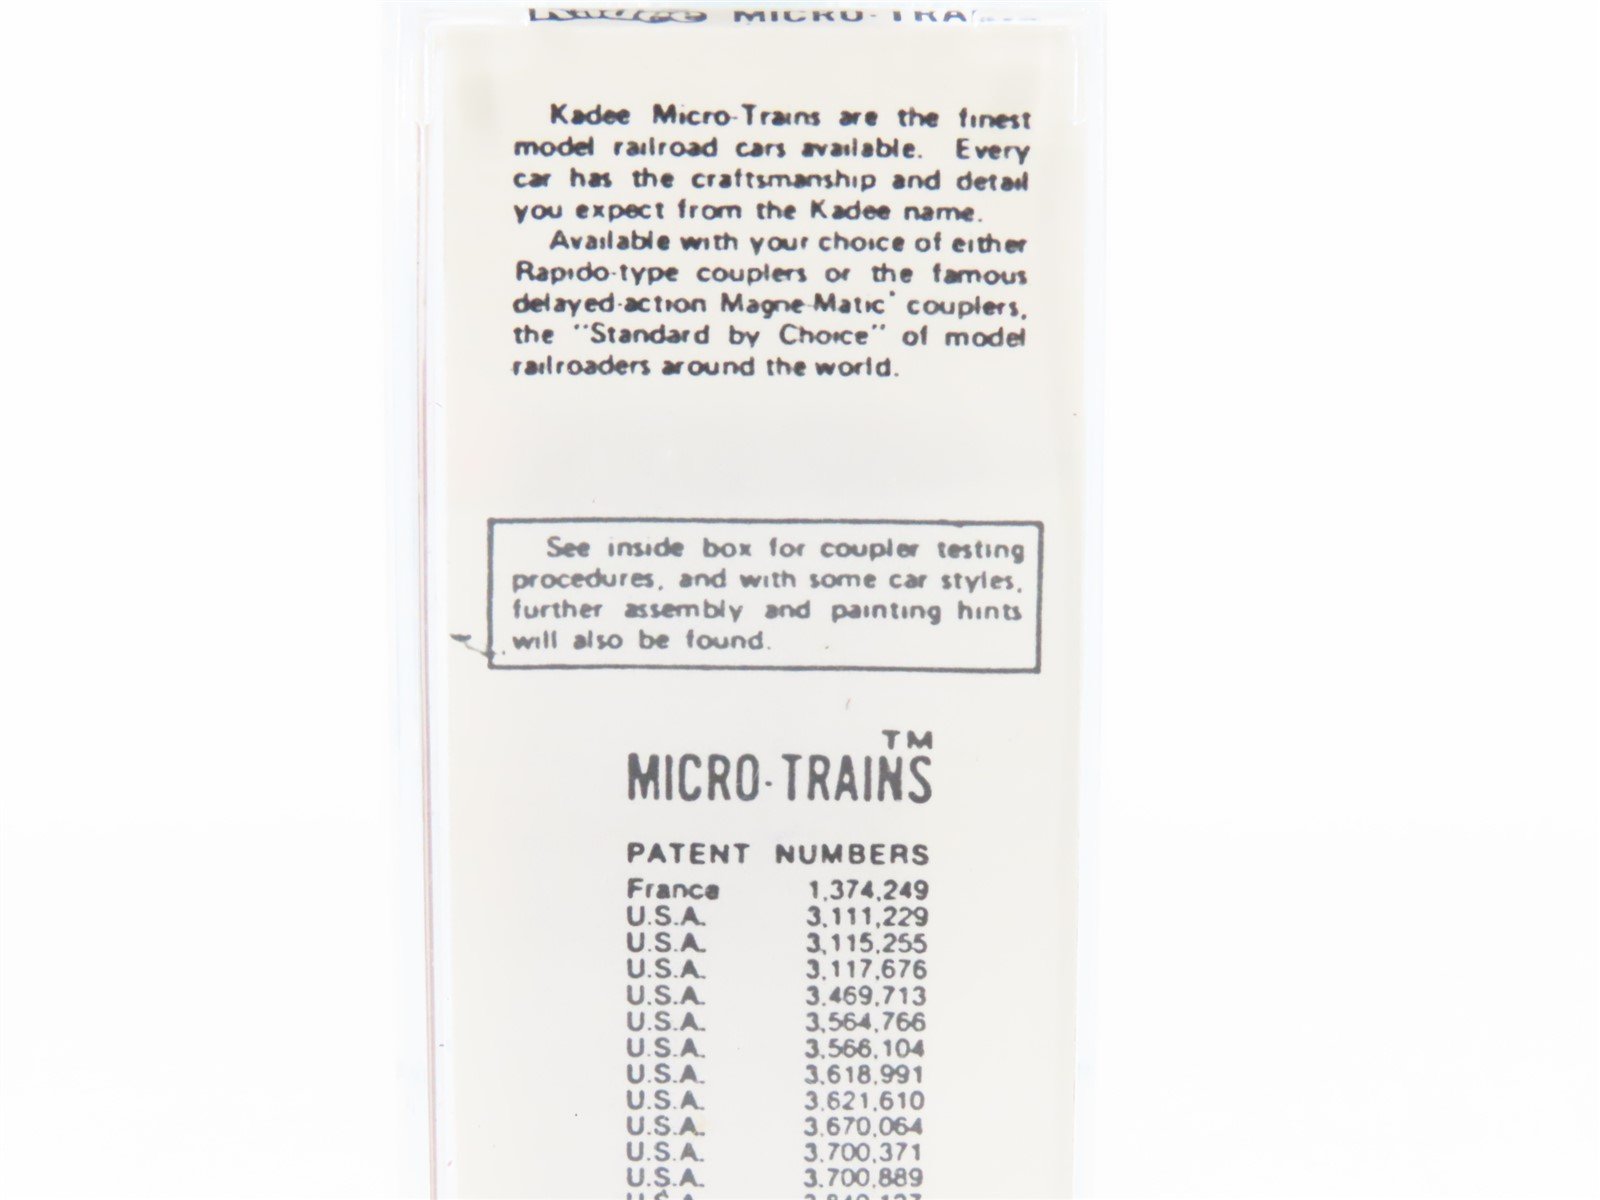 Kadee MICRO-TRA
Kadee Micro-Trains are the finest
model railroad cars available. Every
car has the craftsmanship and detail
you expect from the Kadee name.
Available with your choice of either
Rapido-type couplers or the famous
delayed-action Magne-Matic* couplers,
the "Standard by Choice" of model
railroaders around the world.
See inside box for coupler testing
procedures, and with some car styles,
further assembly and painting hints
will also be found.
TM
MICRO-TRAINS
PATENT NUMBERS
France 1,374,249
U.S.A. 3,111,229
U.S.A. 3,115,255
U.S.A. 3,117,676
U.S.A. 3,469,713
U.S.A. 3,564,766
U.S.A. 3,566,104
U.S.A. 3,618,991
U.S.A. 3,621,610
U.S.A. 3,670,064
U.S.A. 3,700,371
U.S.A. 3,700,889
U.S.A.